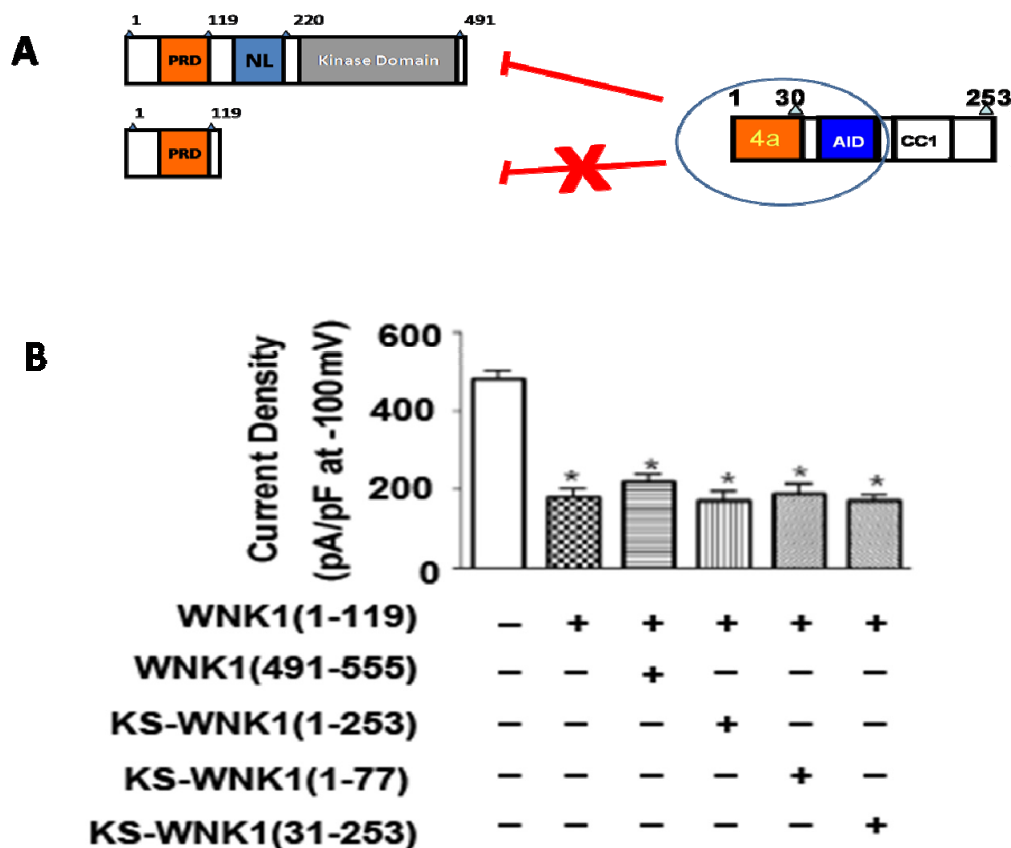 A
1 119 220 491
PRD NL Kinase Domain
1 119
PRD
1 30 253
4a AID CC1
B
Current Density
(pA/pF at -100mV)
600
400
200
0
* * * * *
WNK1(1-119) – + + + + +
WNK1(491-555) – – + – – –
KS-WNK1(1-253) – – – + – –
KS-WNK1(1-77) – – – – + –
KS-WNK1(31-253) – – – – – +